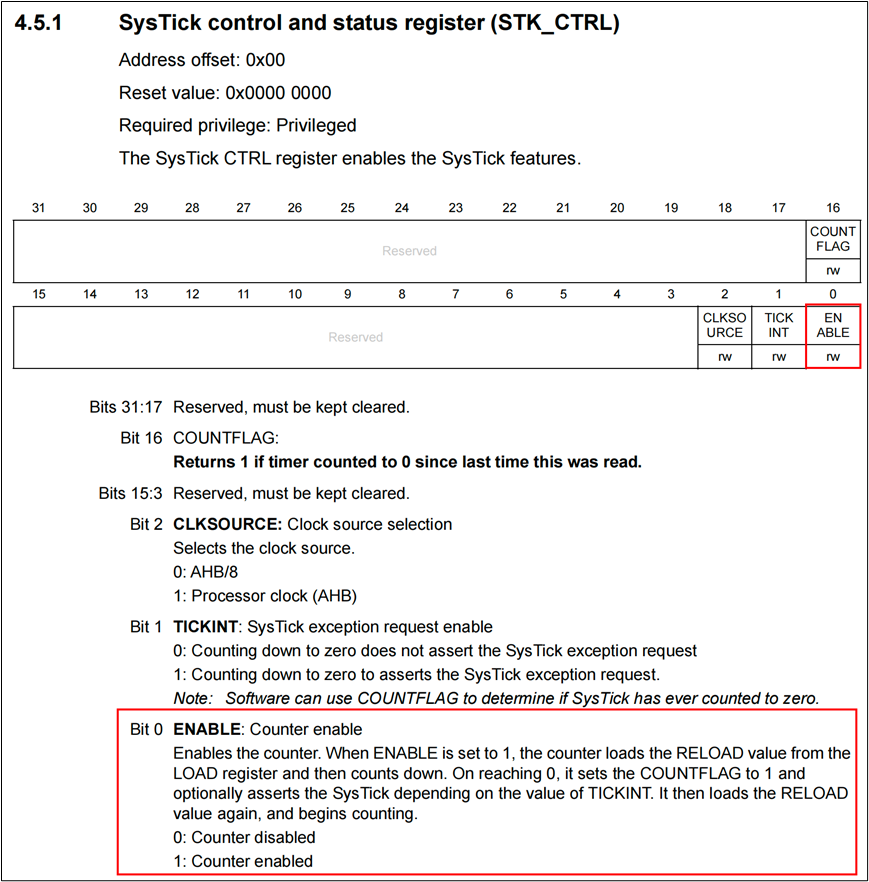 4.5.1 SysTick control and status register (STK_CTRL)
Address offset: 0x00
Reset value: 0x0000 0000
Required privilege: Privileged
The SysTick CTRL register enables the SysTick features.
31 30 29 28 27 26 25 24 23 22 21 20 19 18 17 16
Reserved
COUNT
FLAG
rw
15 14 13 12 11 10 9 8 7 6 5 4 3 2 1 0
Reserved
CLKSO
URCE
TICK
INT
EN
ABLE
rw rw rw
Bits 31:17 Reserved, must be kept cleared.
Bit 16 COUNTFLAG:
Returns 1 if timer counted to 0 since last time this was read.
Bits 15:3 Reserved, must be kept cleared.
Bit 2 CLKSOURCE: Clock source selection
Selects the clock source.
0: AHB/8
1: Processor clock (AHB)
Bit 1 TICKINT: SysTick exception request enable
0: Counting down to zero does not assert the SysTick exception request
1: Counting down to zero to asserts the SysTick exception request.
Note: Software can use COUNTFLAG to determine if SysTick has ever counted to zero.
Bit 0 ENABLE: Counter enable
Enables the counter. When ENABLE is set to 1, the counter loads the RELOAD value from the
LOAD register and then counts down. On reaching 0, it sets the COUNTFLAG to 1 and
optionally asserts the SysTick depending on the value of TICKINT. It then loads the RELOAD
value again, and begins counting.
0: Counter disabled
1: Counter enabled